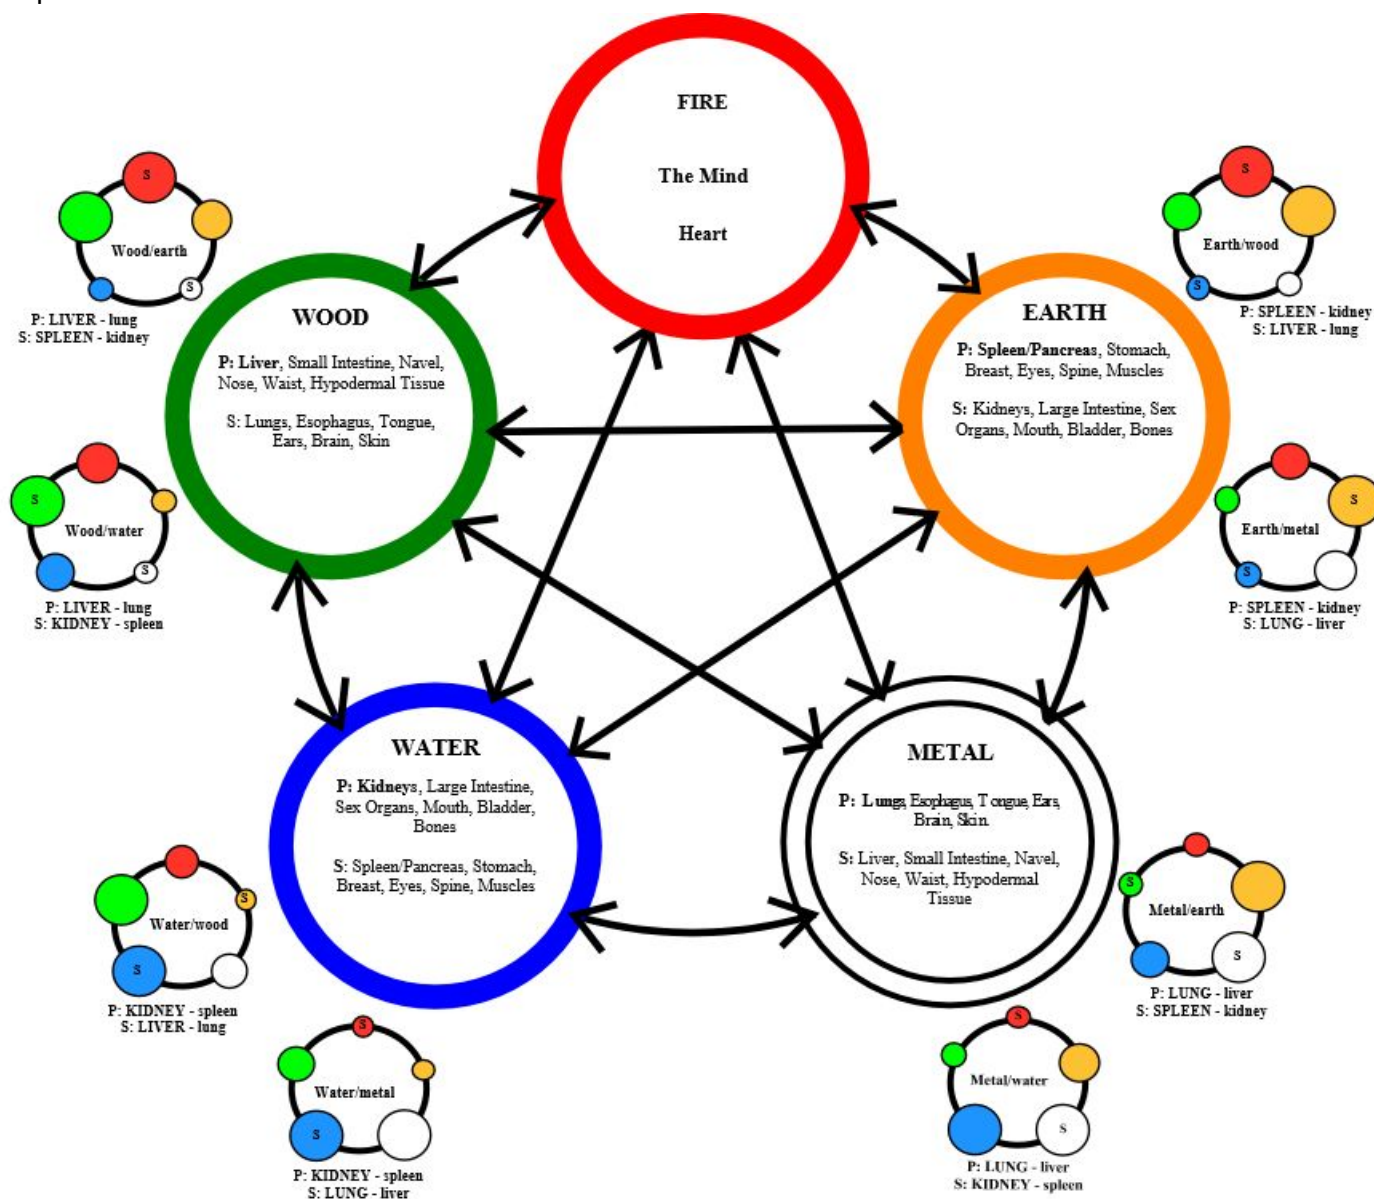 FIRE
The Mind
Heart
S
Wood/earth
S
P: LIVER - lung
S: SPLEEN - kidney
S
Earth/wood
S
P: SPLEEN - kidney
S: LIVER - lung
WOOD
P: Liver, Small Intestine, Navel,
Nose, Waist, Hypodermal Tissue
S: Lungs, Esophagus, Tongue,
Ears, Brain, Skin
EARTH
P: Spleen/Pancreas, Stomach,
Breast, Eyes, Spine, Muscles
S: Kidneys, Large Intestine, Sex
Organs, Mouth, Bladder, Bones
S
Wood/water
S
P: LIVER - lung
S: KIDNEY - spleen
S
Earth/metal
S
P: SPLEEN - kidney
S: LUNG - liver
WATER
P: Kidneys, Large Intestine,
Sex Organs, Mouth, Bladder,
Bones
S: Spleen/Pancreas, Stomach,
Breast, Eyes, Spine, Muscles
METAL
P: Lungs, Esophagus, Tongue, Ears,
Brain, Skin.
S: Liver, Small Intestine, Navel,
Nose, Waist, Hypodermal
Tissue
S
Water/wood
S
P: KIDNEY - spleen
S: LIVER - lung
S
Metal/earth
S
P: LUNG - liver
S: SPLEEN - kidney
S
Water/metal
S
P: KIDNEY - spleen
S: LUNG - liver
S
Metal/water
S
P: LUNG - liver
S: KIDNEY - spleen